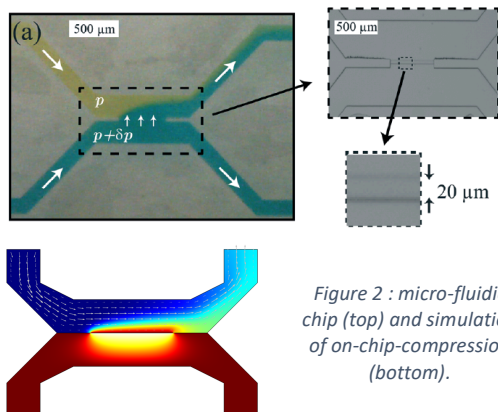 (a)
500 µm
p
p+δp
500 µm
20 µm
Figure 2 : micro-fluidi
chip (top) and simulatio
of on-chip-compressio
(bottom).